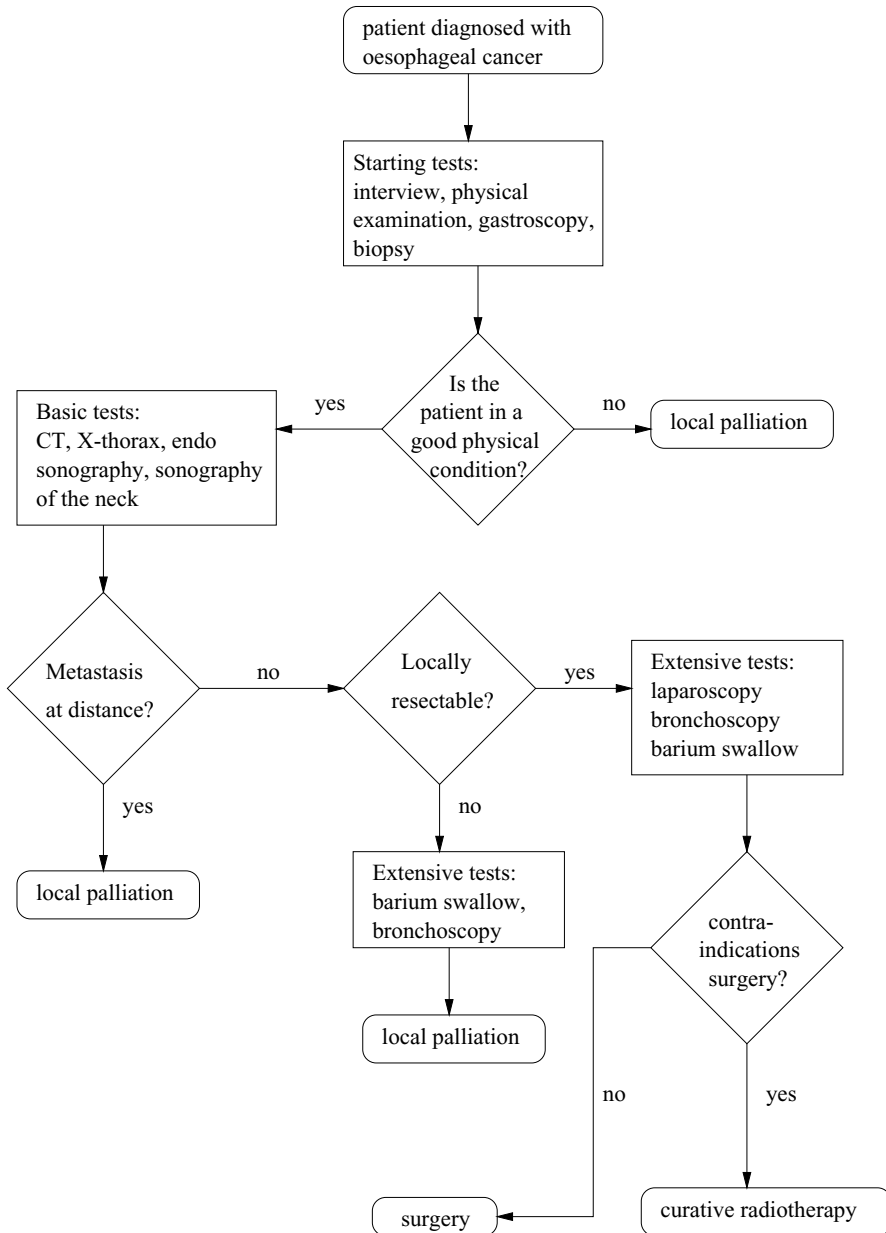 patient diagnosed with
oesophageal cancer
Starting tests:
interview, physical
examination, gastroscopy,
biopsy
Is the
patient in a
good physical
condition?
yes
no
local palliation
Basic tests:
CT, X-thorax, endo
sonography, sonography
of the neck
Metastasis
at distance?
no
Locally
resectable?
yes
Extensive tests:
laparoscopy
bronchoscopy
barium swallow
yes
local palliation
no
Extensive tests:
barium swallow,
bronchoscopy
local palliation
contra-
indications
surgery?
no
yes
surgery
curative radiotherapy